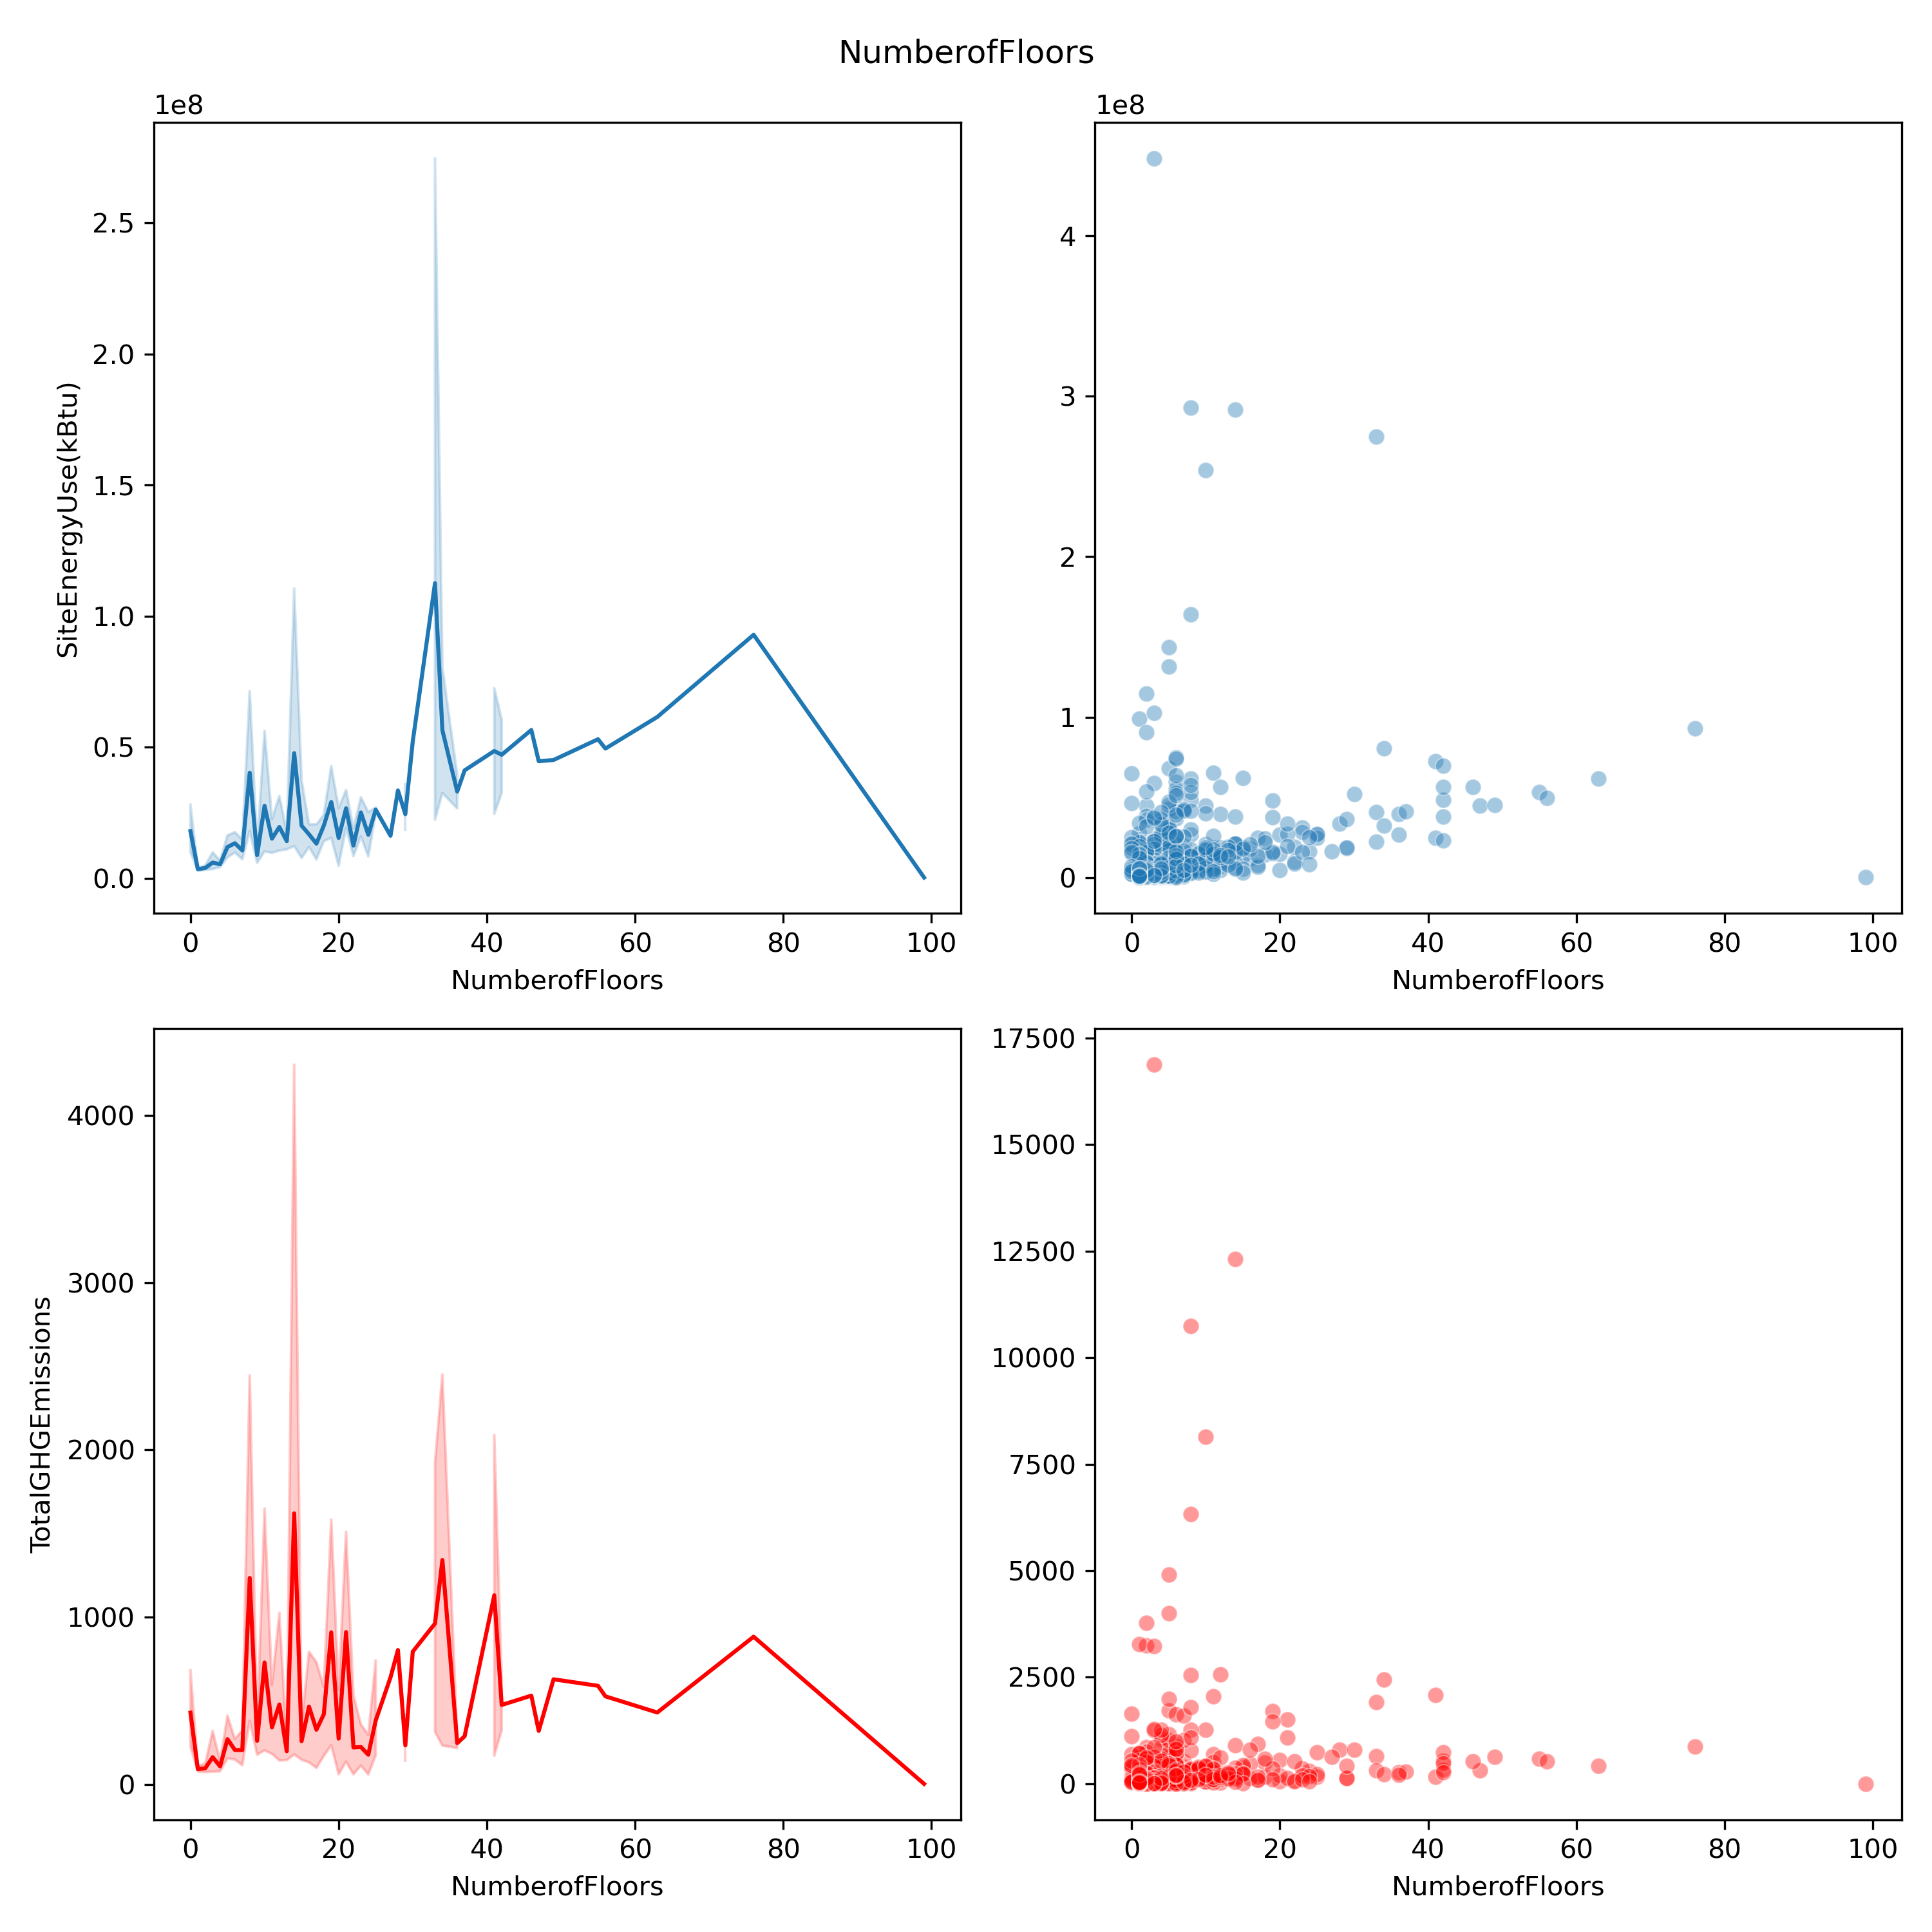 NumberofFloors
1e8
2.5
2.0
1.5
1.0
0.5
0.0
SiteEnergyUse(kBtu)
0 20 40 60 80 100
NumberofFloors
1e8
4
3
2
1
0
0 20 40 60 80 100
NumberofFloors
4000
3000
2000
1000
0
TotalGHGEmissions
0 20 40 60 80 100
NumberofFloors
17500
15000
12500
10000
7500
5000
2500
0
0 20 40 60 80 100
NumberofFloors